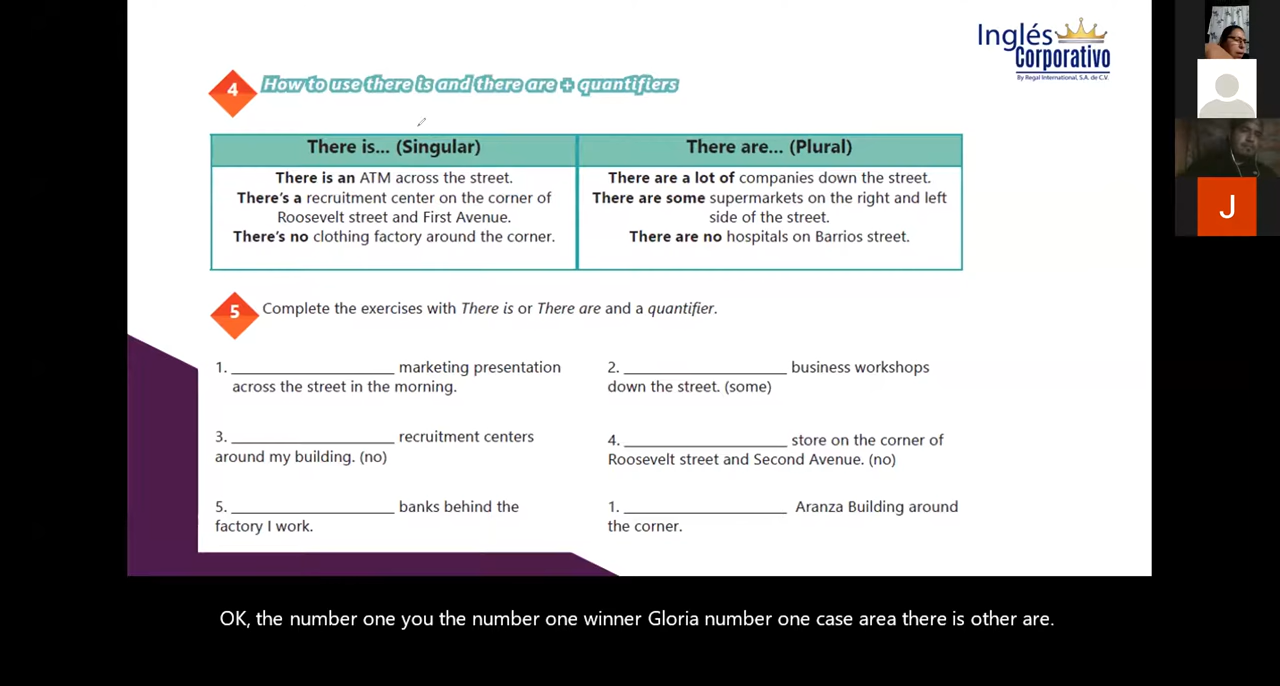 Inglés
Corporativo
By Regal International, S.A. de C.V.
4 How to use there is and there are + quantifiers
There is... (Singular)
There are... (Plural)
There is an ATM across the street.
There's a recruitment center on the corner of
Roosevelt street and First Avenue.
There's no clothing factory around the corner.
There are a lot of companies down the street.
There are some supermarkets on the right and left
side of the street.
There are no hospitals on Barrios street.
5 Complete the exercises with There is or There are and a quantifier.
1. ____________________ marketing presentation
across the street in the morning.
2. ____________________ business workshops
down the street. (some)
3. ____________________ recruitment centers
around my building. (no)
4. ____________________ store on the corner of
Roosevelt street and Second Avenue. (no)
5. ____________________ banks behind the
factory I work.
1. ____________________ Aranza Building around
the corner.
J
OK, the number one you the number one winner Gloria number one case area there is other are.